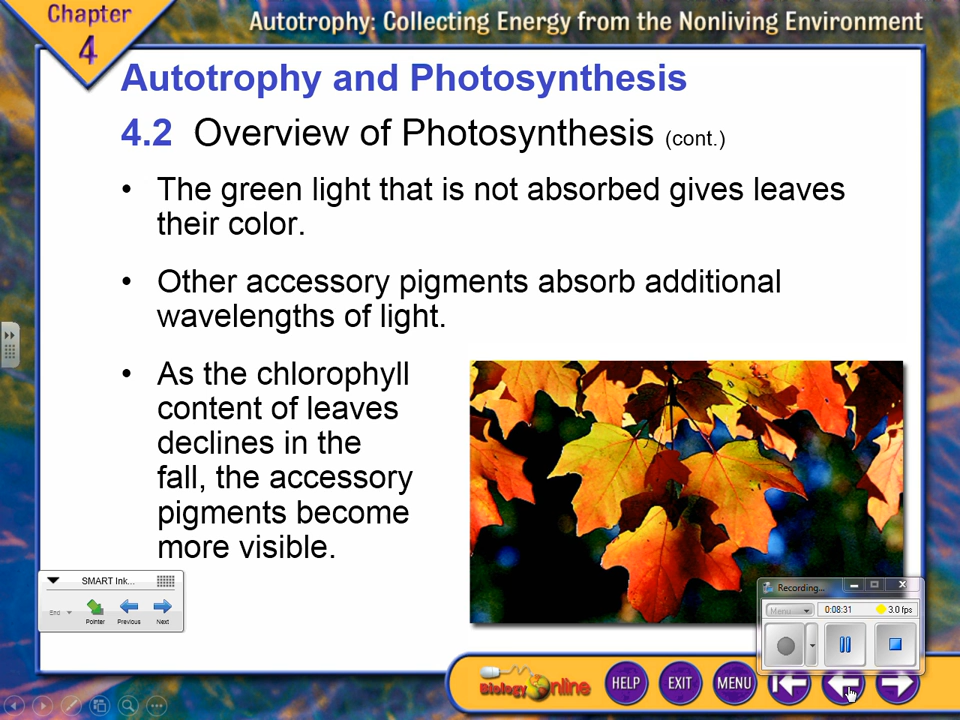 Chapter
4
Autotrophy: Collecting Energy from the Nonliving Environment
Autotrophy and Photosynthesis
4.2 Overview of Photosynthesis (cont.)
• The green light that is not absorbed gives leaves
their color.
• Other accessory pigments absorb additional
wavelengths of light.
• As the chlorophyll
content of leaves
declines in the
fall, the accessory
pigments become
more visible.
SMART Ink...
End
Pointer
Previous
Next
Recording...
Menu
0:08:31
3.0 fps
Biology Online
HELP
EXIT
MENU